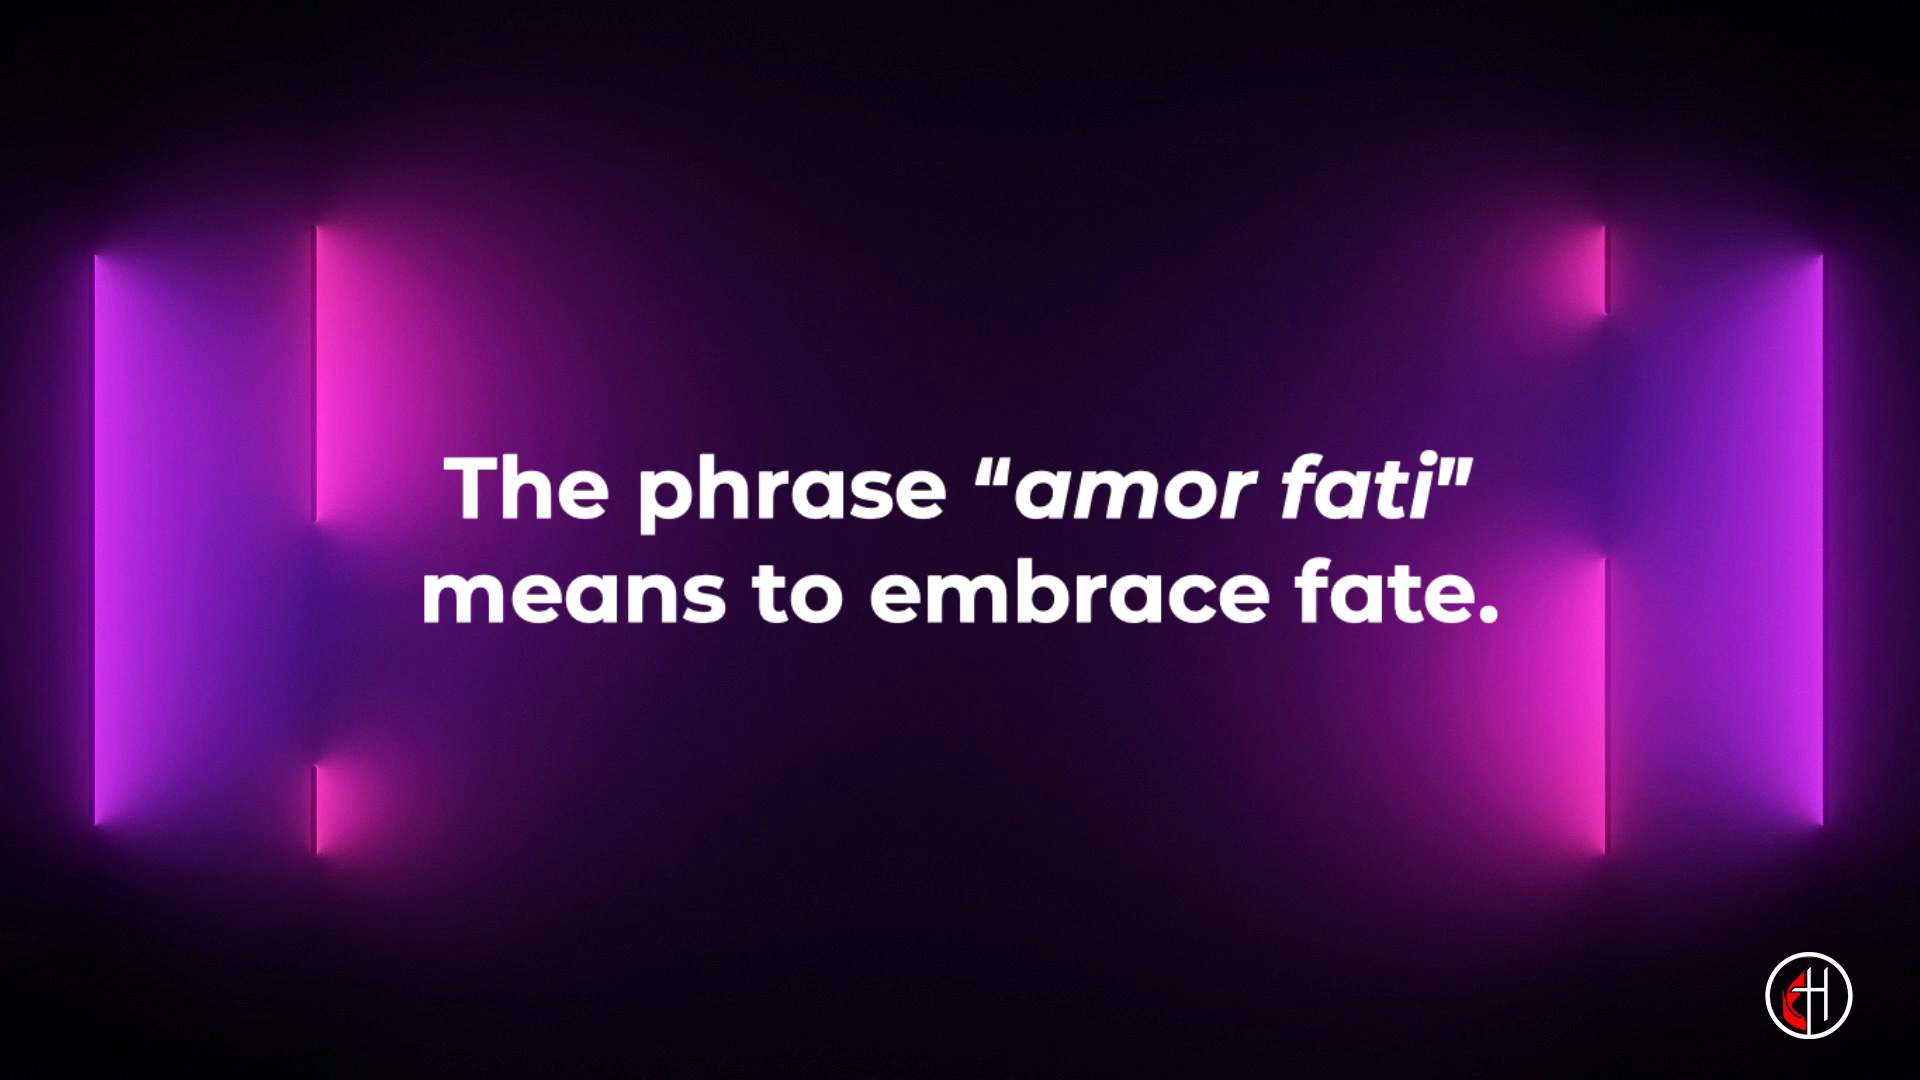 The phrase “amor fati”
means to embrace fate.